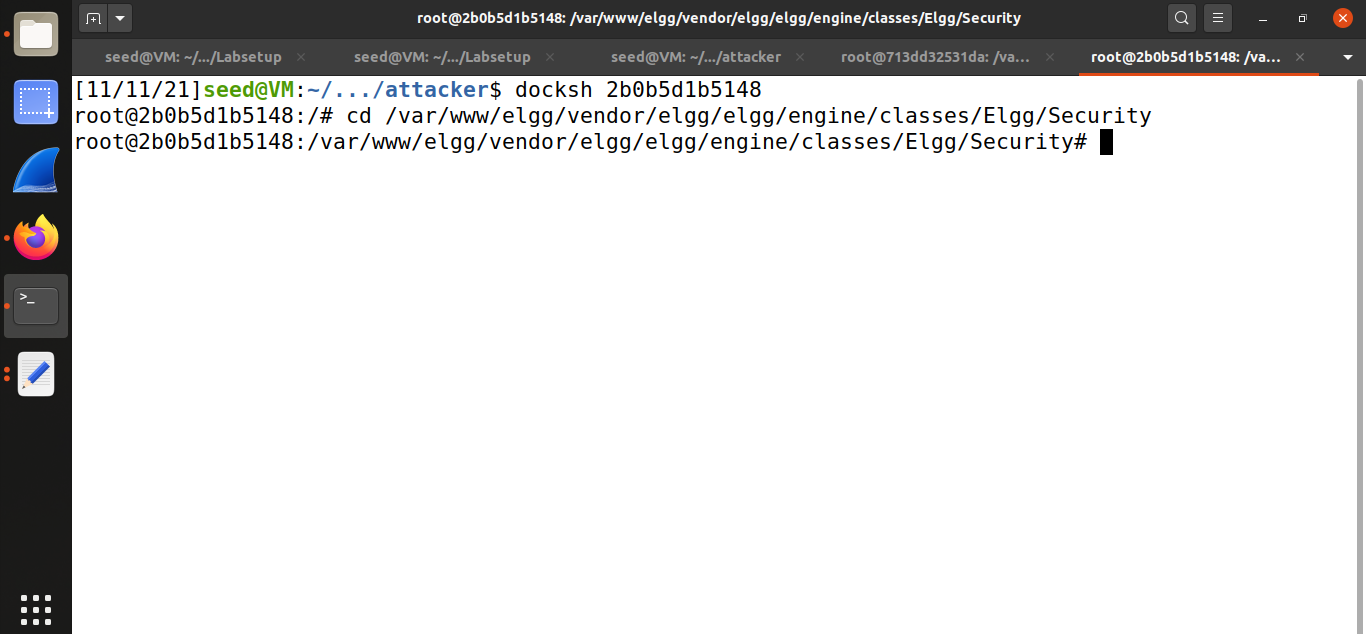 root@2b0b5d1b5148: /var/www/elgg/vendor/elgg/elgg/engine/classes/Elgg/Security
seed@VM: ~/.../Labsetup
seed@VM: ~/.../Labsetup
seed@VM: ~/.../attacker
root@713dd32531da: /va...
root@2b0b5d1b5148: /va...
[11/11/21]seed@VM:~/.../attacker$ docksh 2b0b5d1b5148
root@2b0b5d1b5148:/# cd /var/www/elgg/vendor/elgg/elgg/engine/classes/Elgg/Security
root@2b0b5d1b5148:/var/www/elgg/vendor/elgg/elgg/engine/classes/Elgg/Security#